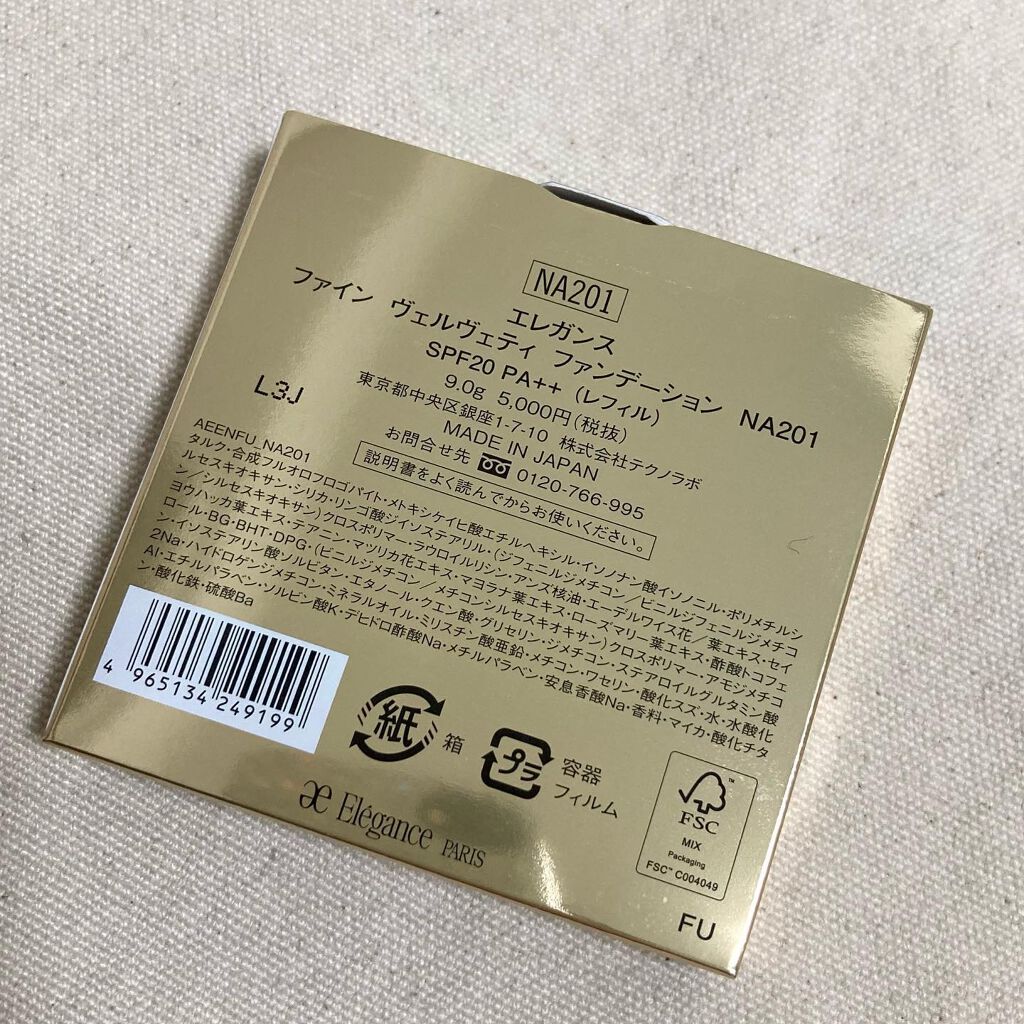 NA201
エレガンス
ファイン ヴェルヴェティ ファンデーション NA201
SPF20 PA++ (レフィル)
9.0g 5,000円(税抜)
東京都中央区銀座1-7-10 株式会社テクノラボ
MADE IN JAPAN
お問合せ先 0120-766-995
説明書をよく読んでからお使いください。
L3J
AEENFU_NA201
タルク・合成フルオロフロゴパイト・メトキシケイヒ酸エチルヘキシル・イソノナン酸イソノニル・ポリメチルシ
ルセスキオキサン・シリカ・リンゴ酸ジイソステアリル・(ジフェニルジメチコン/ビニルジフェニルジメチコ
ン/シルセスキオキサン)クロスポリマー・ラウロイルリシン・アンズ核油・エーデルワイス花/葉エキス・セイ
ヨウハッカ葉エキス・テアニン・マツリカ花エキス・マヨラナ葉エキス・ローズマリー葉エキス・酢酸トコフェ
ロール・BG・BHT・DPG・(ビニルジメチコン/メチコンシルセスキオキサン)クロスポリマー・アモジメチコ
ン・イソステアリン酸ソルビタン・エタノール・クエン酸・グリセリン・ジメチコン・ステアロイルグルタミン酸
2Na・ハイドロゲンジメチコン・ミネラルオイル・ミリスチン酸亜鉛・メチコン・ワセリン・酸化スズ・水・水酸化
Al・エチルパラベン・ソルビン酸K・デヒドロ酢酸Na・メチルパラベン・安息香酸Na・香料・マイカ・酸化チタ
ン・酸化鉄・硫酸Ba
4 965134 249199
紙 箱
プラ 容器
フィルム
FSC™
MIX
Packaging
FSC™ C004049
æ Elégance PARIS
FU